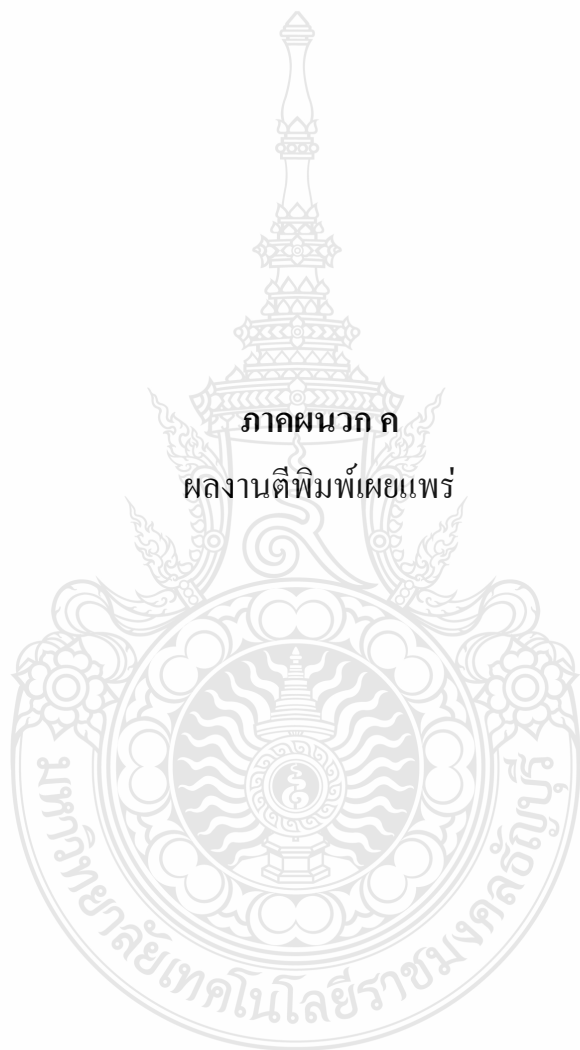 ภาคผนวก ค
ผลงานตีพิมพ์เผยแพร่
มหาวิทยาลัยเทคโนโลยีราชมงคลธัญบุรี